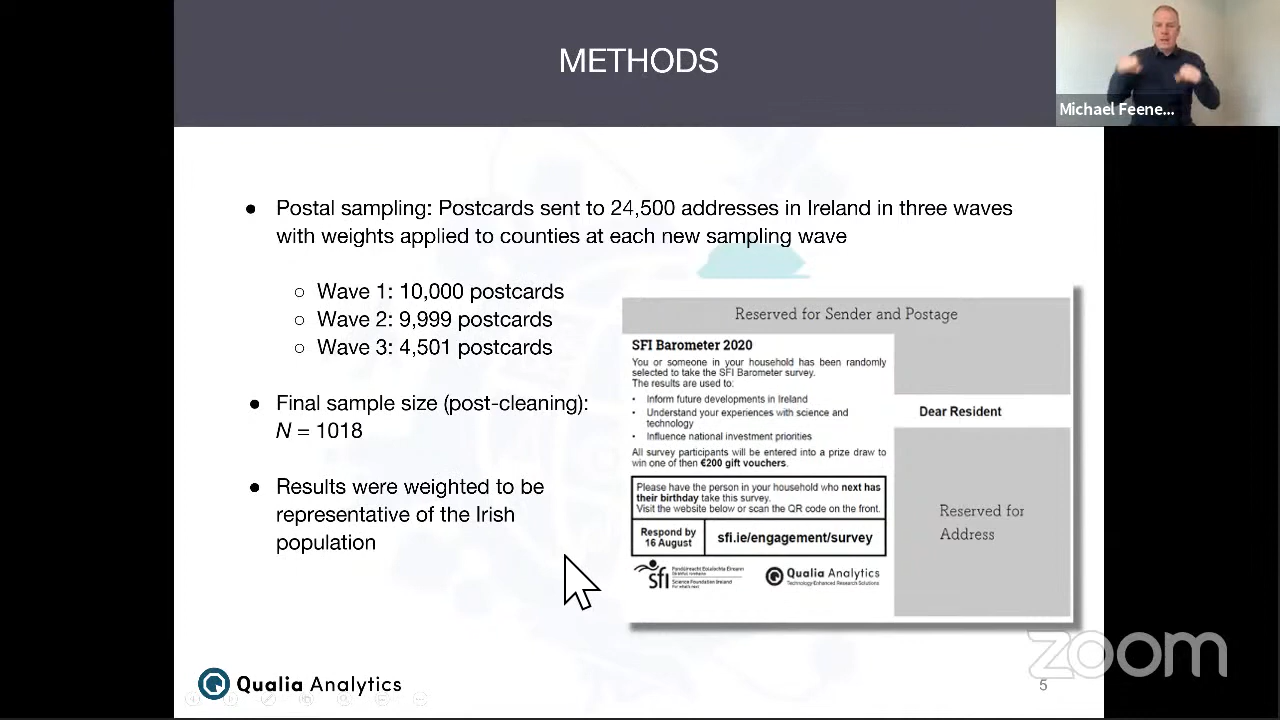 METHODS
Michael Feene...
● Postal sampling: Postcards sent to 24,500 addresses in Ireland in three waves
with weights applied to counties at each new sampling wave
○ Wave 1: 10,000 postcards
○ Wave 2: 9,999 postcards
○ Wave 3: 4,501 postcards
● Final sample size (post-cleaning):
N = 1018
● Results were weighted to be
representative of the Irish
population
Reserved for Sender and Postage
SFI Barometer 2020
You or someone in your household has been randomly
selected to take the SFI Barometer survey.
The results are used to:
• Inform future developments in Ireland
• Understand your experiences with science and
technology
• Influence national investment priorities
All survey participants will be entered into a prize draw to
win one of then €200 gift vouchers.
Please have the person in your household who next has
their birthday take this survey.
Visit the website below or scan the QR code on the front.
Respond by
16 August
sfi.ie/engagement/survey
sfi
Science Foundation Ireland
Qualia Analytics
Technology-Enhanced Research Solutions
Dear Resident
Reserved for
Address
Qualia Analytics
zoom
5